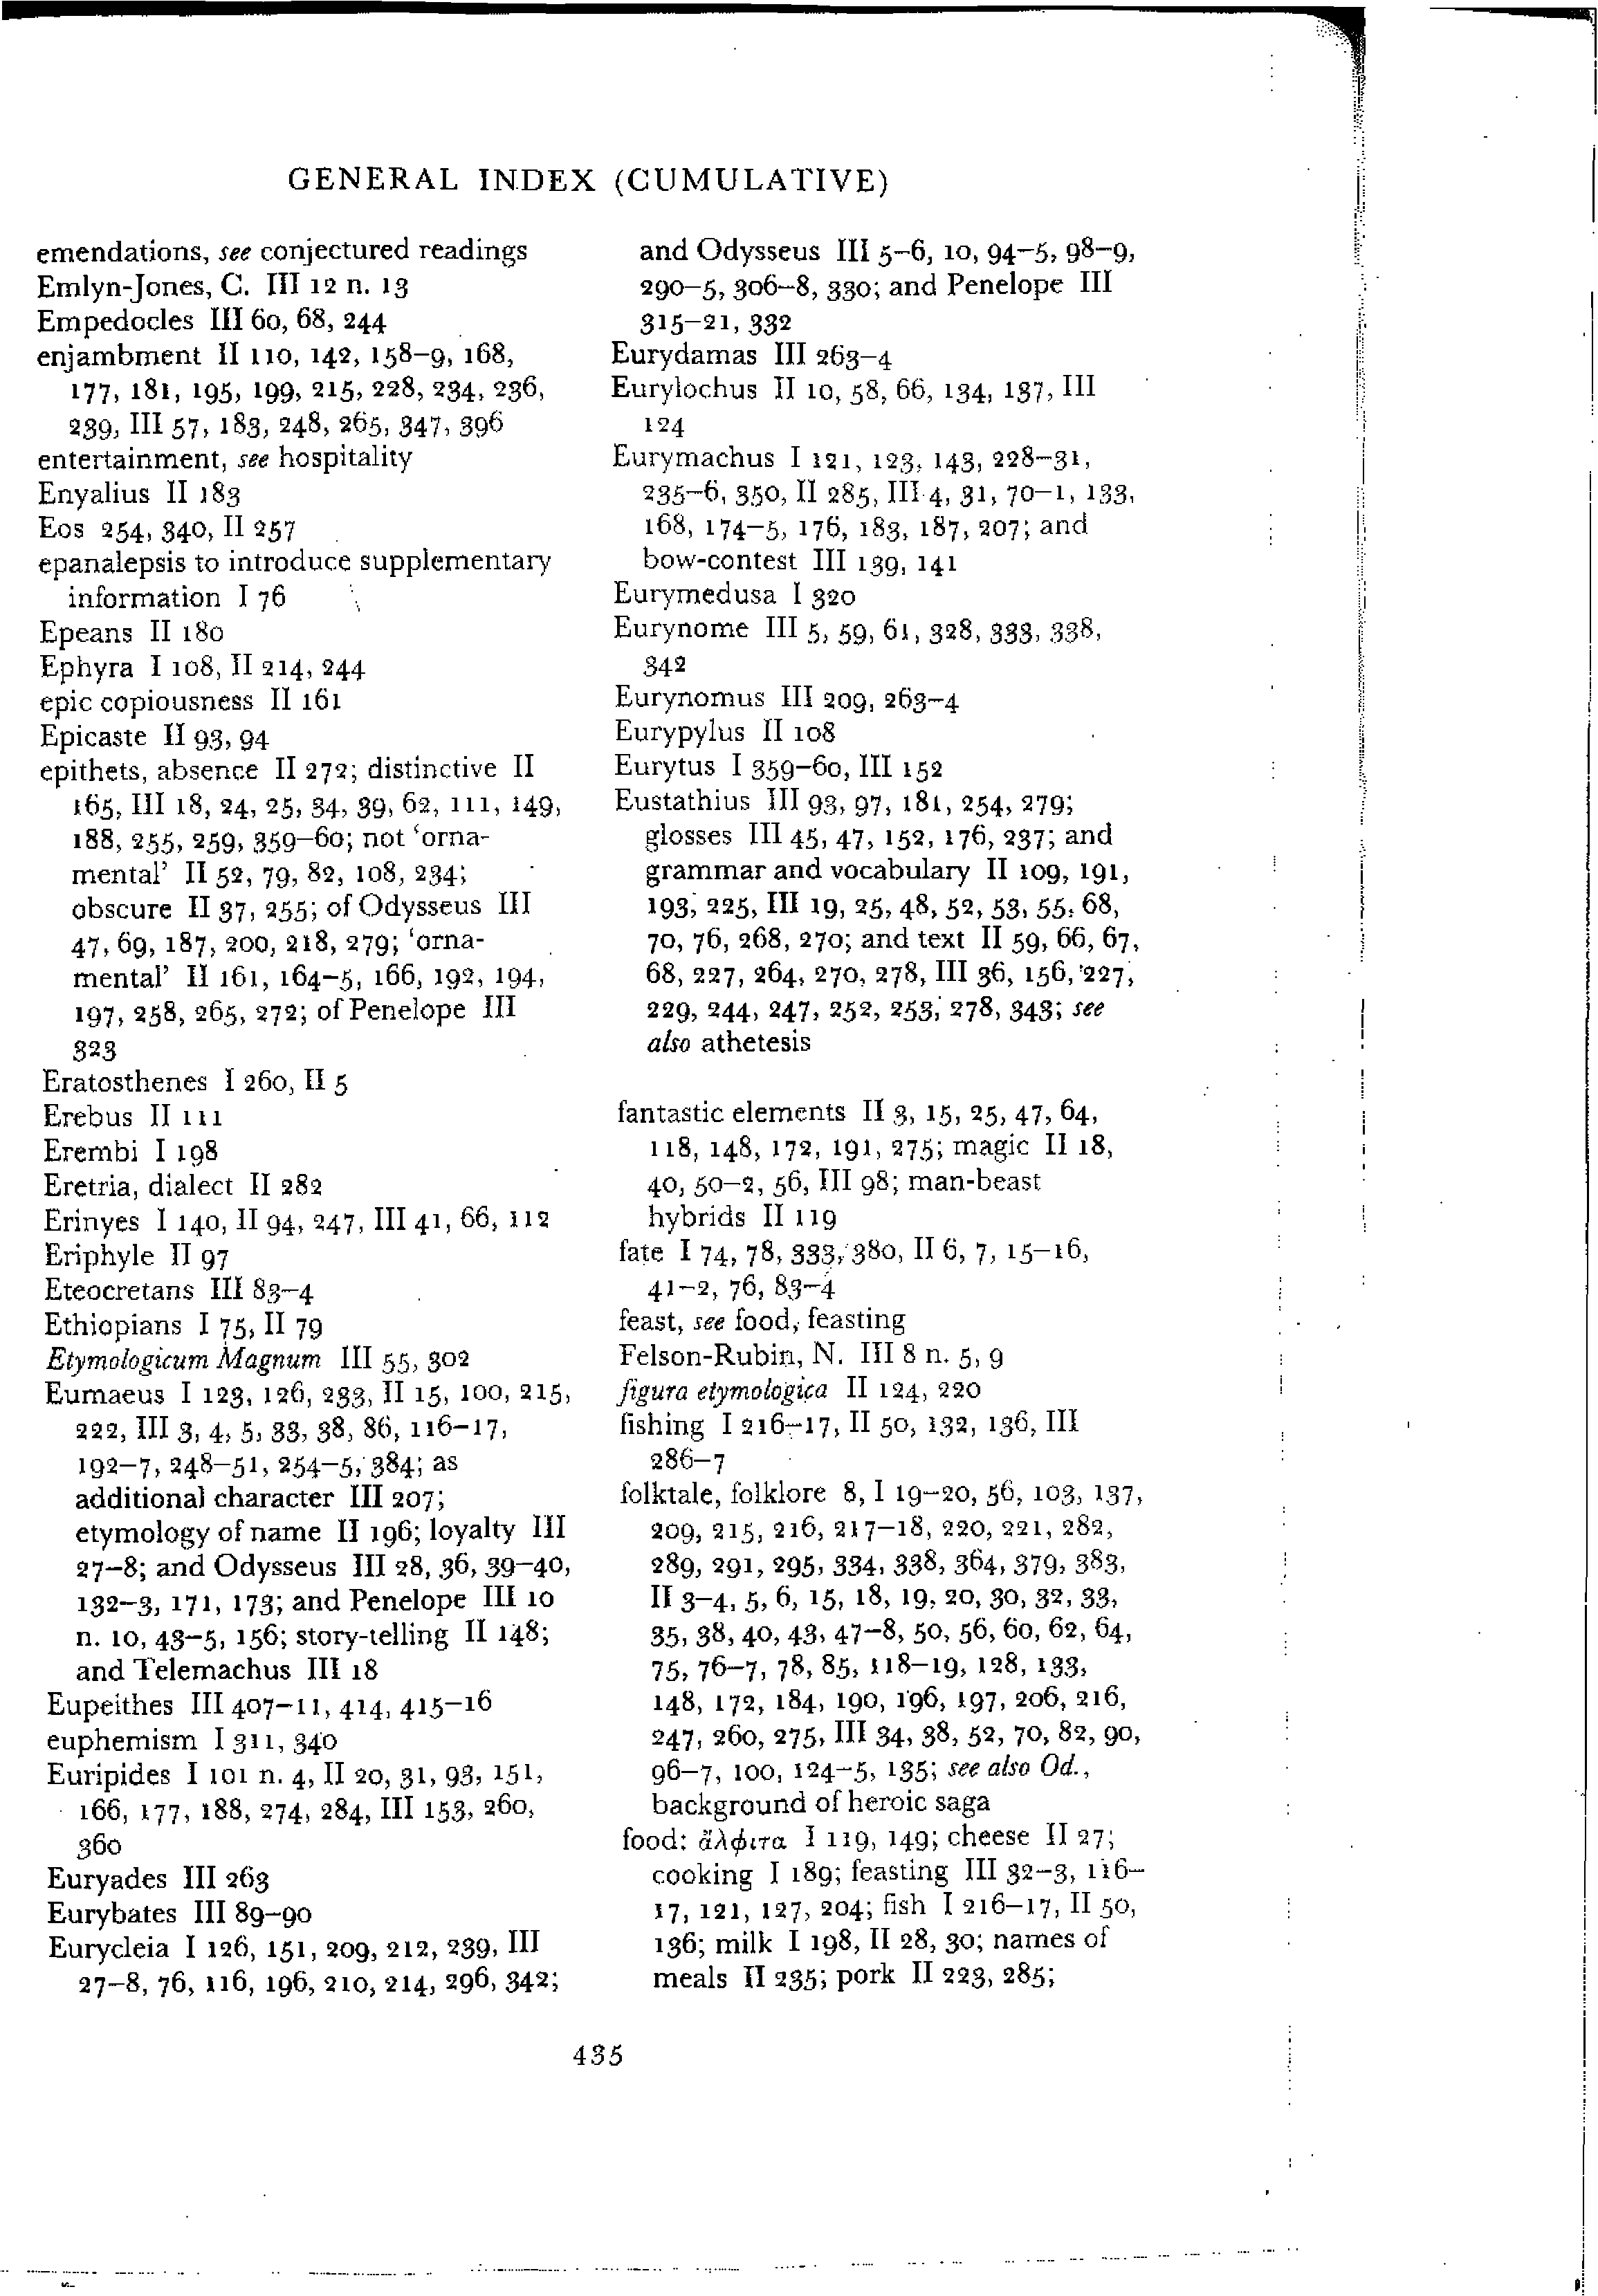 GENERAL INDEX (CUMULATIVE)
emendations, see conjectured readings
Emlyn-Jones, C. III 12 n. 13
Empedocles III 60, 68, 244
enjambment II 110, 142, 158–9, 168,
177, 181, 195, 199, 215, 228, 234, 236,
239, III 57, 183, 248, 265, 347, 396
entertainment, see hospitality
Enyalius II 183
Eos 254, 340, II 257
epanalepsis to introduce supplementary
information I 76
Epeans II 180
Ephyra I 108, II 214, 244
epic copiousness II 161
Epicaste II 93, 94
epithets, absence II 272; distinctive II
165, III 18, 24, 25, 34, 39, 62, 111, 149,
188, 255, 259, 359–60; not ‘orna-
mental’ II 52, 79, 82, 108, 234;
obscure II 37, 255; of Odysseus III
47, 69, 187, 200, 218, 279; ‘orna-
mental’ II 161, 164–5, 166, 192, 194,
197, 258, 265, 272; of Penelope III
323
Eratosthenes I 260, II 5
Erebus II 111
Erembi I 198
Eretria, dialect II 282
Erinyes I 140, II 94, 247, III 41, 66, 112
Eriphyle II 97
Eteocretans III 83–4
Ethiopians I 75, II 79
Etymologicum Magnum III 55, 302
Eumaeus I 123, 126, 233, II 15, 100, 215,
222, III 3, 4, 5, 33, 38, 86, 116–17,
192–7, 248–51, 254–5, 384; as
additional character III 207;
etymology of name II 196; loyalty III
27–8; and Odysseus III 28, 36, 39–40,
132–3, 171, 173; and Penelope III 10
n. 10, 43–5, 156; story-telling II 148;
and Telemachus III 18
Eupeithes III 407–11, 414, 415–16
euphemism I 311, 340
Euripides I 101 n. 4, II 20, 31, 93, 151,
166, 177, 188, 274, 284, III 153, 260,
360
Euryades III 263
Eurybates III 89–90
Eurycleia I 126, 151, 209, 212, 239, III
27–8, 76, 116, 196, 210, 214, 296, 342;
and Odysseus III 5–6, 10, 94–5, 98–9,
290–5, 306–8, 330; and Penelope III
315–21, 332
Eurydamas III 263–4
Eurylochus II 10, 58, 66, 134, 137, III
124
Eurymachus I 121, 123, 143, 228–31,
235–6, 350, II 285, III 4, 31, 70–1, 133,
168, 174–5, 176, 183, 187, 207; and
bow-contest III 139, 141
Eurymedusa I 320
Eurynome III 5, 59, 61, 328, 333, 338,
342
Eurynomus III 209, 263–4
Eurypylus II 108
Eurytus I 359–60, III 152
Eustathius III 93, 97, 181, 254, 279;
glosses III 45, 47, 152, 176, 237; and
grammar and vocabulary II 109, 191,
193, 225, III 19, 25, 48, 52, 53, 55, 68,
70, 76, 268, 270; and text II 59, 66, 67,
68, 227, 264, 270, 278, III 36, 156, 227,
229, 244, 247, 252, 253, 278, 343; see
also athetesis
fantastic elements II 3, 15, 25, 47, 64,
118, 148, 172, 191, 275; magic II 18,
40, 50–2, 56, III 98; man-beast
hybrids II 119
fate I 74, 78, 333, 380, II 6, 7, 15–16,
41–2, 76, 83–4
feast, see food, feasting
Felson-Rubin, N. III 8 n. 5, 9
figura etymologica II 124, 220
fishing I 216–17, II 50, 132, 136, III
286–7
folktale, folklore 8, I 19–20, 56, 103, 137,
209, 215, 216, 217–18, 220, 221, 282,
289, 291, 295, 334, 338, 364, 379, 383,
II 3–4, 5, 6, 15, 18, 19, 20, 30, 32, 33,
35, 38, 40, 43, 47–8, 50, 56, 60, 62, 64,
75, 76–7, 78, 85, 118–19, 128, 133,
148, 172, 184, 190, 196, 197, 206, 216,
247, 260, 275, III 34, 38, 52, 70, 82, 90,
96–7, 100, 124–5, 135; see also Od.,
background of heroic saga
food: ἄλφιτα I 119, 149; cheese II 27;
cooking I 189; feasting III 32–3, 116–
17, 121, 127, 204; fish I 216–17, II 50,
136; milk I 198, II 28, 30; names of
meals II 235; pork II 223, 285;
435